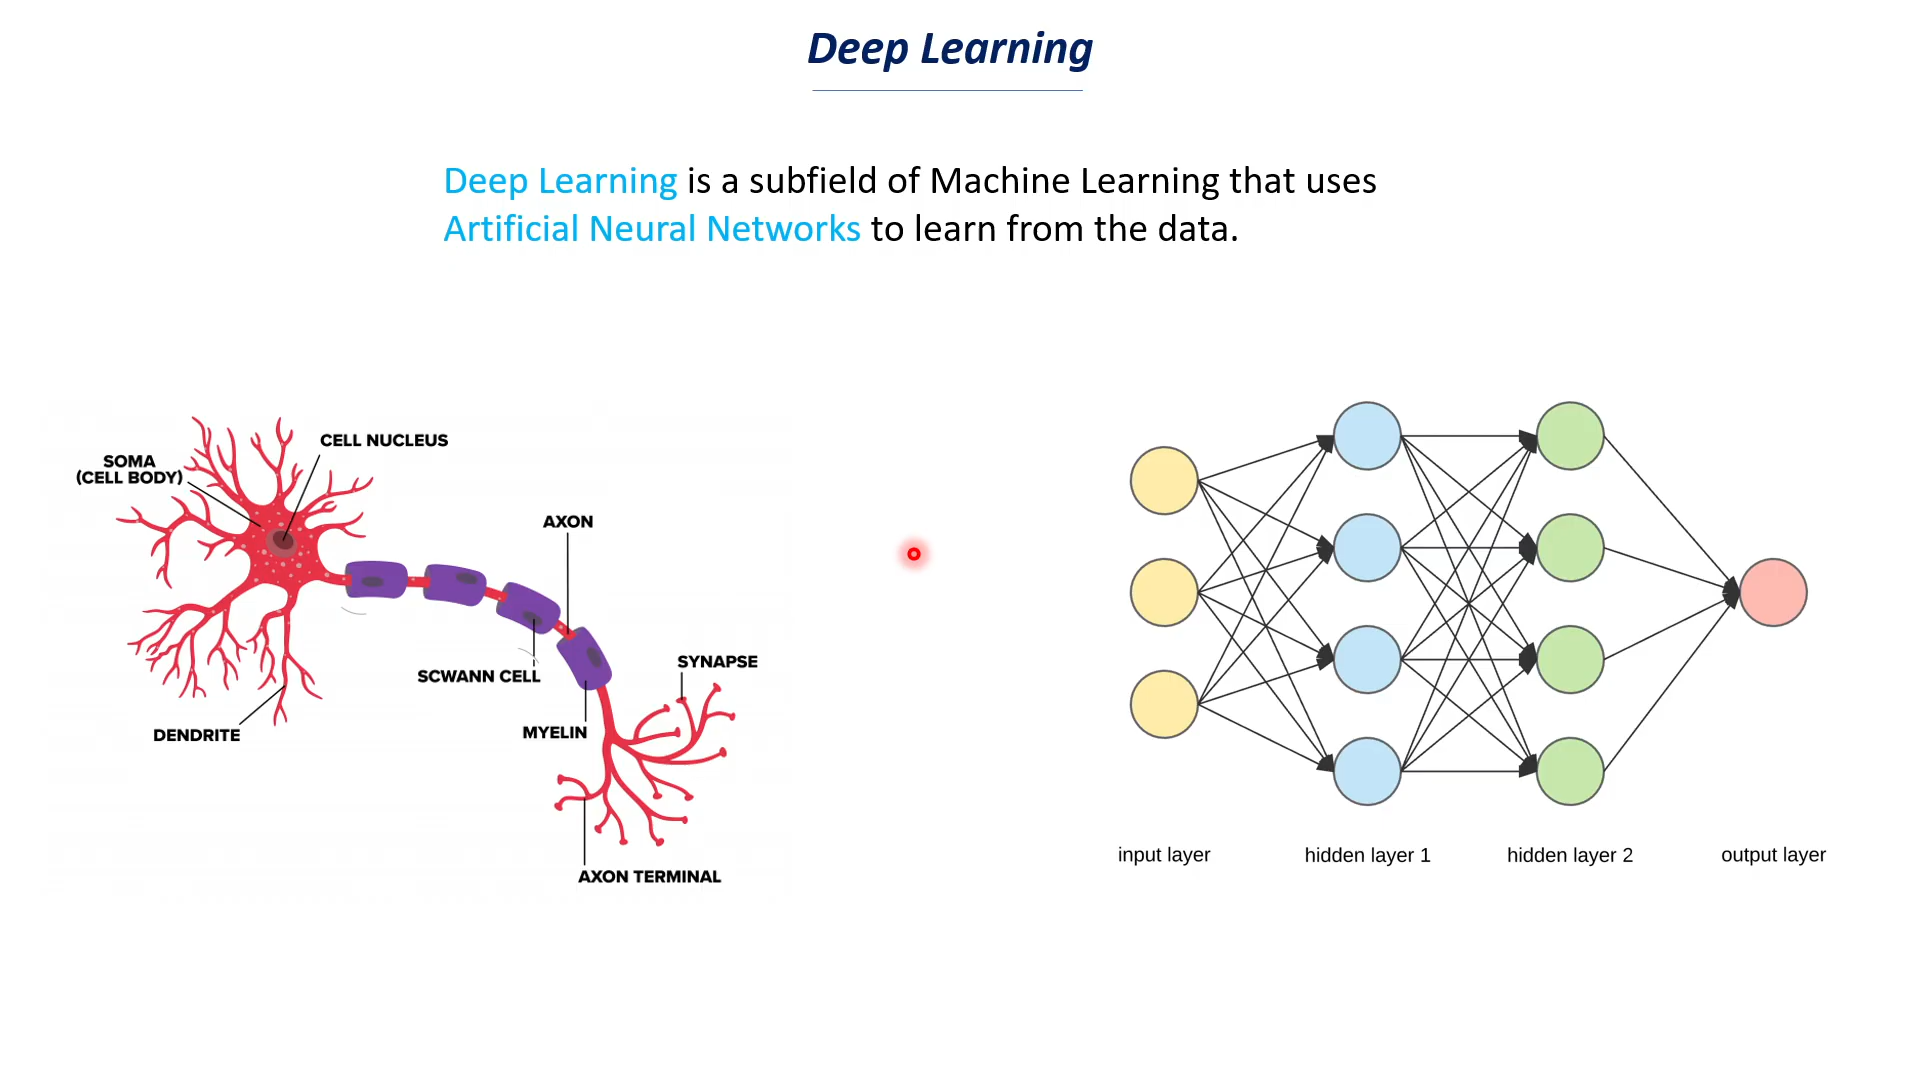 Deep Learning
Deep Learning is a subfield of Machine Learning that uses
Artificial Neural Networks to learn from the data.
CELL NUCLEUS
SOMA
(CELL BODY)
AXON
SCWANN CELL
SYNAPSE
DENDRITE
MYELIN
AXON TERMINAL
input layer
hidden layer 1
hidden layer 2
output layer